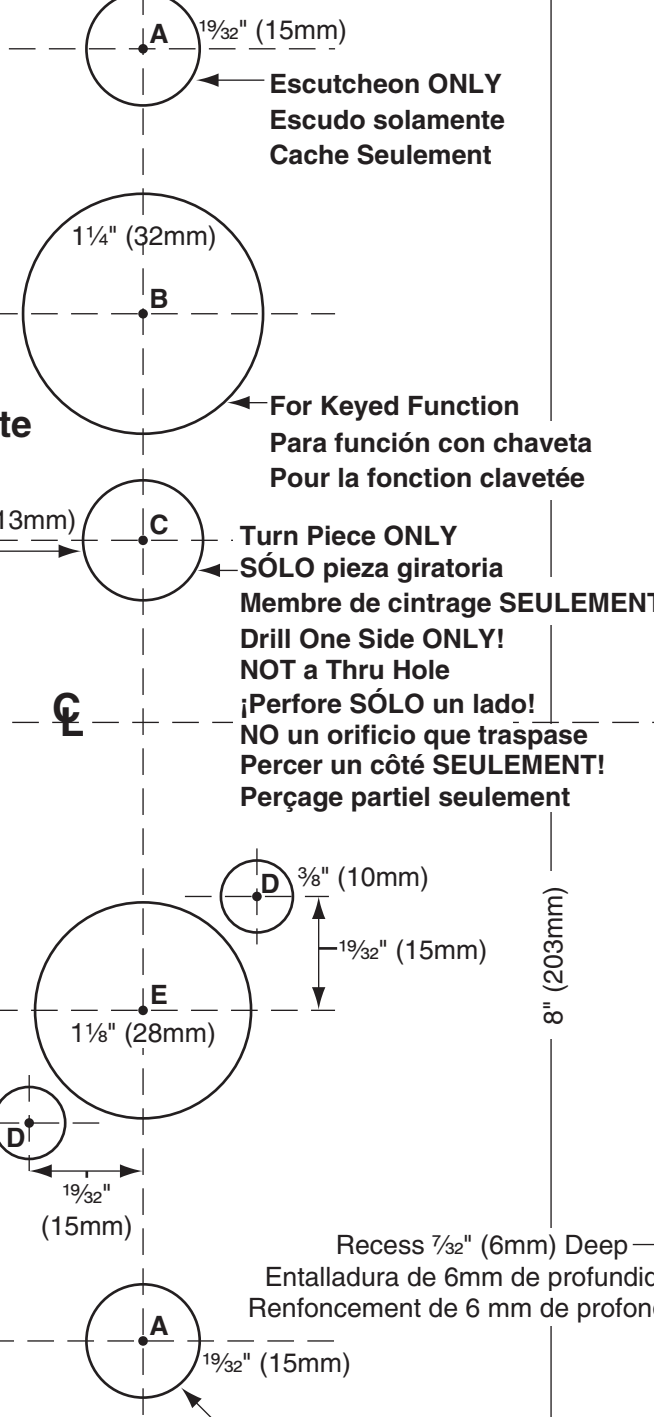 A
19⁄32" (15mm)
Escutcheon ONLY
Escudo solamente
Cache Seulement
1¼" (32mm)
B
te
For Keyed Function
Para función con chaveta
Pour la fonction clavetée
13mm)
C
Turn Piece ONLY
SÓLO pieza giratoria
Membre de cintrage SEULEMENT
Drill One Side ONLY!
NOT a Thru Hole
¡Perfore SÓLO un lado!
NO un orificio que traspase
Percer un côté SEULEMENT!
Perçage partiel seulement
CL
D
3⁄8" (10mm)
19⁄32" (15mm)
8" (203mm)
E
1⅛" (28mm)
D
19⁄32"
(15mm)
Recess 7⁄32" (6mm) Deep
Entalladura de 6mm de profundid
Renfoncement de 6 mm de profon
A
19⁄32" (15mm)